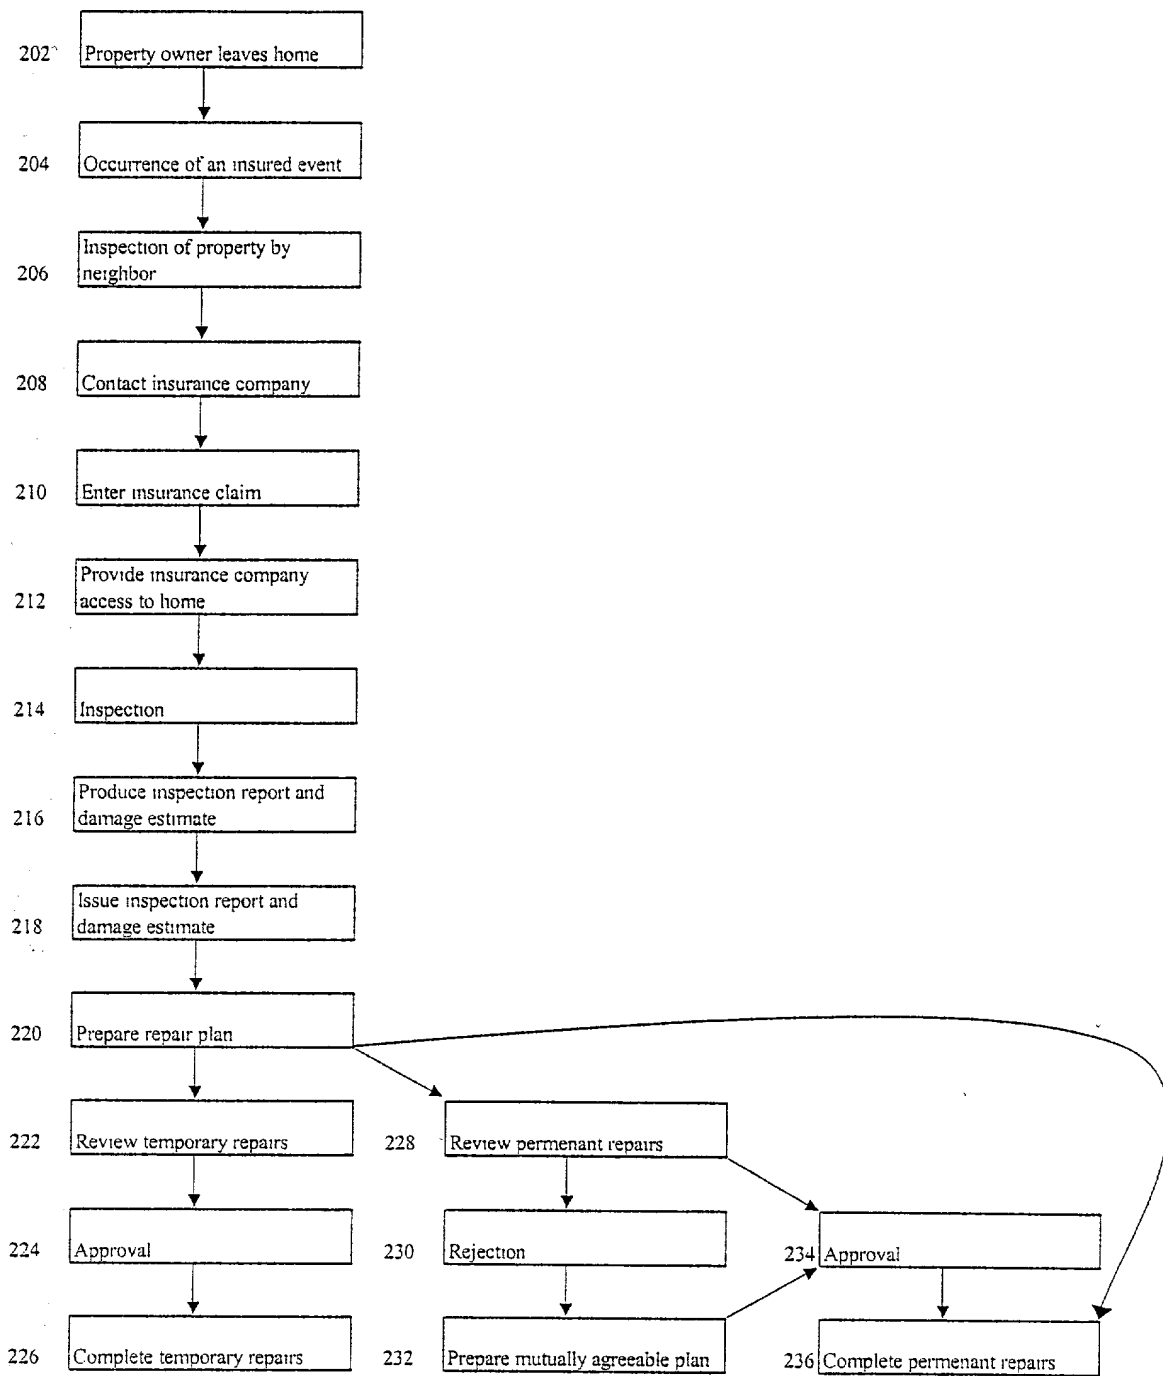 202 Property owner leaves home
204 Occurrence of an insured event
206 Inspection of property by
neighbor
208 Contact insurance company
210 Enter insurance claim
212 Provide insurance company
access to home
214 Inspection
216 Produce inspection report and
damage estimate
218 Issue inspection report and
damage estimate
220 Prepare repair plan
222 Review temporary repairs
228 Review permenant repairs
224 Approval
230 Rejection
234 Approval
226 Complete temporary repairs
232 Prepare mutually agreeable plan
236 Complete permenant repairs